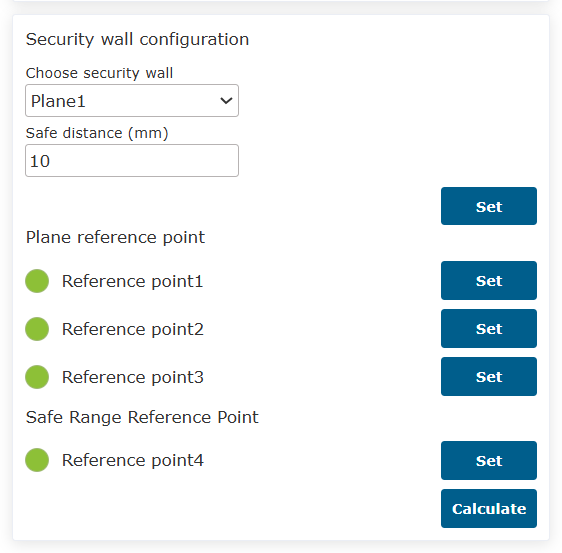 Security wall configuration
Choose security wall
Plane1
Safe distance (mm)
10
Set
Plane reference point
Reference point1 Set
Reference point2 Set
Reference point3 Set
Safe Range Reference Point
Reference point4 Set
Calculate